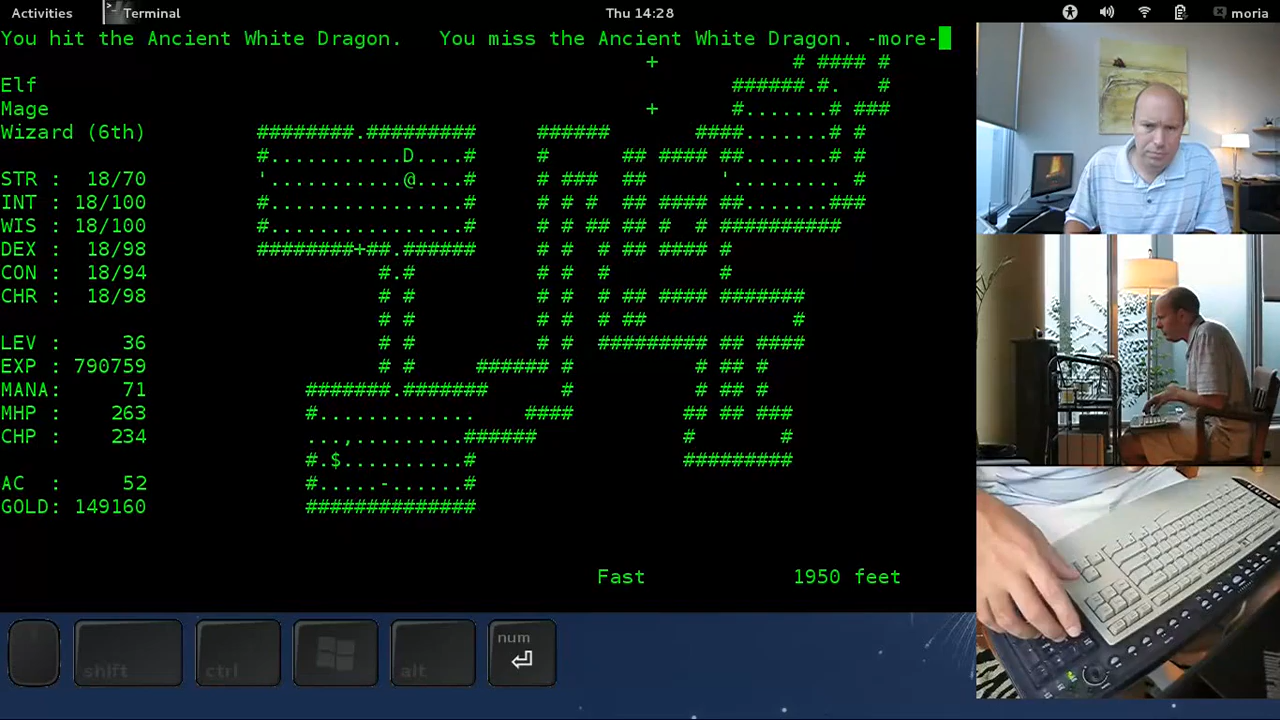 Activities Terminal Thu 14:28 moria
You hit the Ancient White Dragon. You miss the Ancient White Dragon. -more-
+ # #### #
Elf ######.#. #
Mage + #.......# ###
Wizard (6th) ########.######### ###### ####.......# #
#...........D....# # ## #### ##.......# #
STR : 18/70 '...........@....# # ### ## '........ #
INT : 18/100 #................# # # # ## #### ##.......###
WIS : 18/100 #................# # # ## ## # # ##########
DEX : 18/98 ########+##.###### # # # ## #### #
CON : 18/94 #.# # # # #
CHR : 18/98 # # # # # ## #### #######
# # # # # ## #
LEV : 36 # # # # ######### ## ####
EXP : 790759 # # ###### # # ## #
MANA: 71 #######.####### # # ## #
MHP : 263 #............. #### ## ## ###
CHP : 234 ...,.........###### # #
#.$..........# #########
AC : 52 #.....-......#
GOLD: 149160 ##############
Fast 1950 feet
shift ctrl alt num